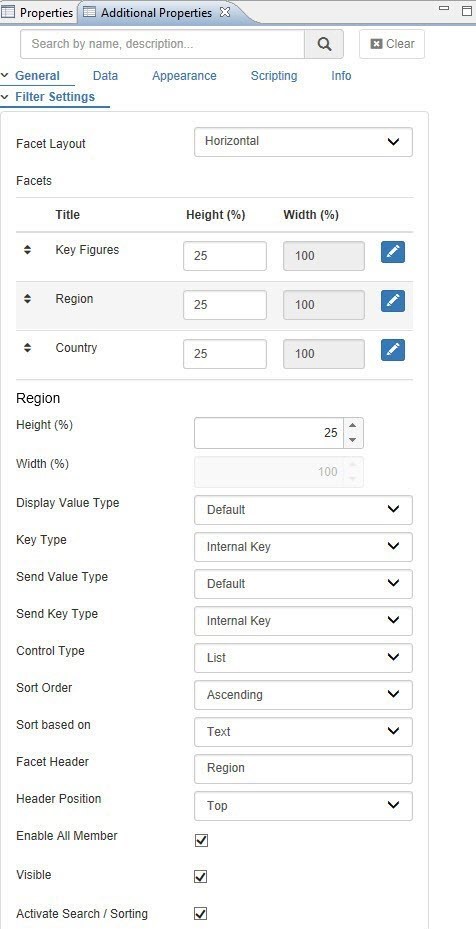 Properties Additional Properties
Search by name, description... Clear
General Data Appearance Scripting Info
Filter Settings
Facet Layout Horizontal
Facets
Title Height (%) Width (%)
Key Figures 25 100
Region 25 100
Country 25 100
Region
Height (%) 25
Width (%) 100
Display Value Type Default
Key Type Internal Key
Send Value Type Default
Send Key Type Internal Key
Control Type List
Sort Order Ascending
Sort based on Text
Facet Header Region
Header Position Top
Enable All Member
Visible
Activate Search / Sorting